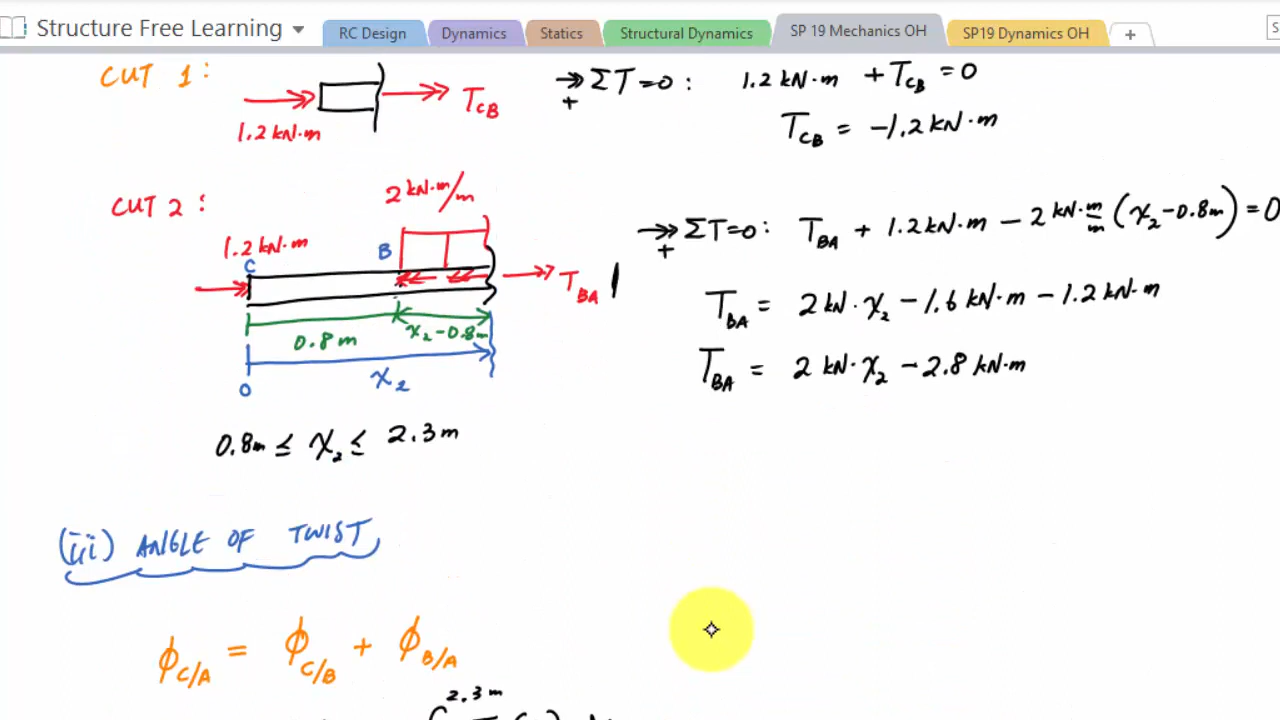 Structure Free Learning
RC Design
Dynamics
Statics
Structural Dynamics
SP 19 Mechanics OH
SP19 Dynamics OH
+
S
CUT 1:
1.2 kN·m
T_CB
→+ ΣT=0: 1.2 kN·m + T_CB = 0
T_CB = -1.2 kN·m
CUT 2:
2 kN·m/m
1.2 kN·m
C
B
T_BA
0.8 m
x₂-0.8m
O
x₂
0.8m ≤ x₂ ≤ 2.3m
→+ ΣT=0: T_BA + 1.2 kN·m - 2 kN·m/m (x₂-0.8m) = 0
T_BA = 2 kN·x₂ - 1.6 kN·m - 1.2 kN·m
T_BA = 2 kN·x₂ - 2.8 kN·m
(iii) ANGLE OF TWIST
ϕ_C/A = ϕ_C/B + ϕ_B/A
2.3 m